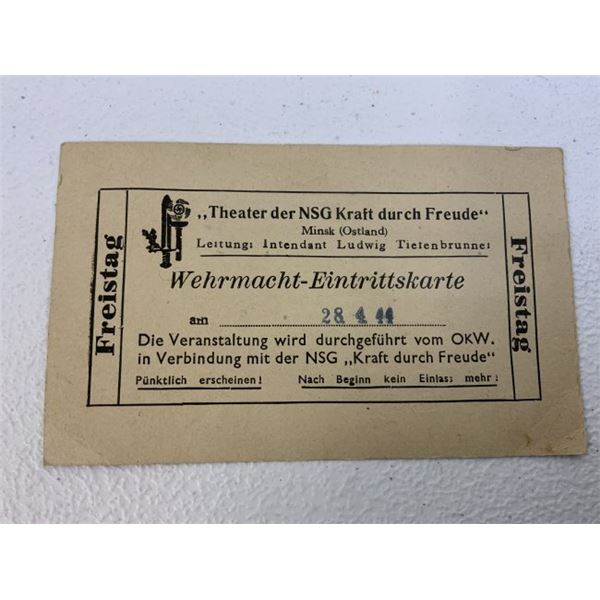 Freistag
„Theater der NSG Kraft durch Freude“
Minsk (Ostland)
Leitung: Intendant Ludwig Tietenbrunne:
Wehrmacht-Eintrittskarte
am 28 4. 44
Die Veranstaltung wird durchgeführt vom OKW.
in Verbindung mit der NSG „Kraft durch Freude“
Pünktlich erscheinen! Nach Beginn kein Einlass mehr!
Freistag